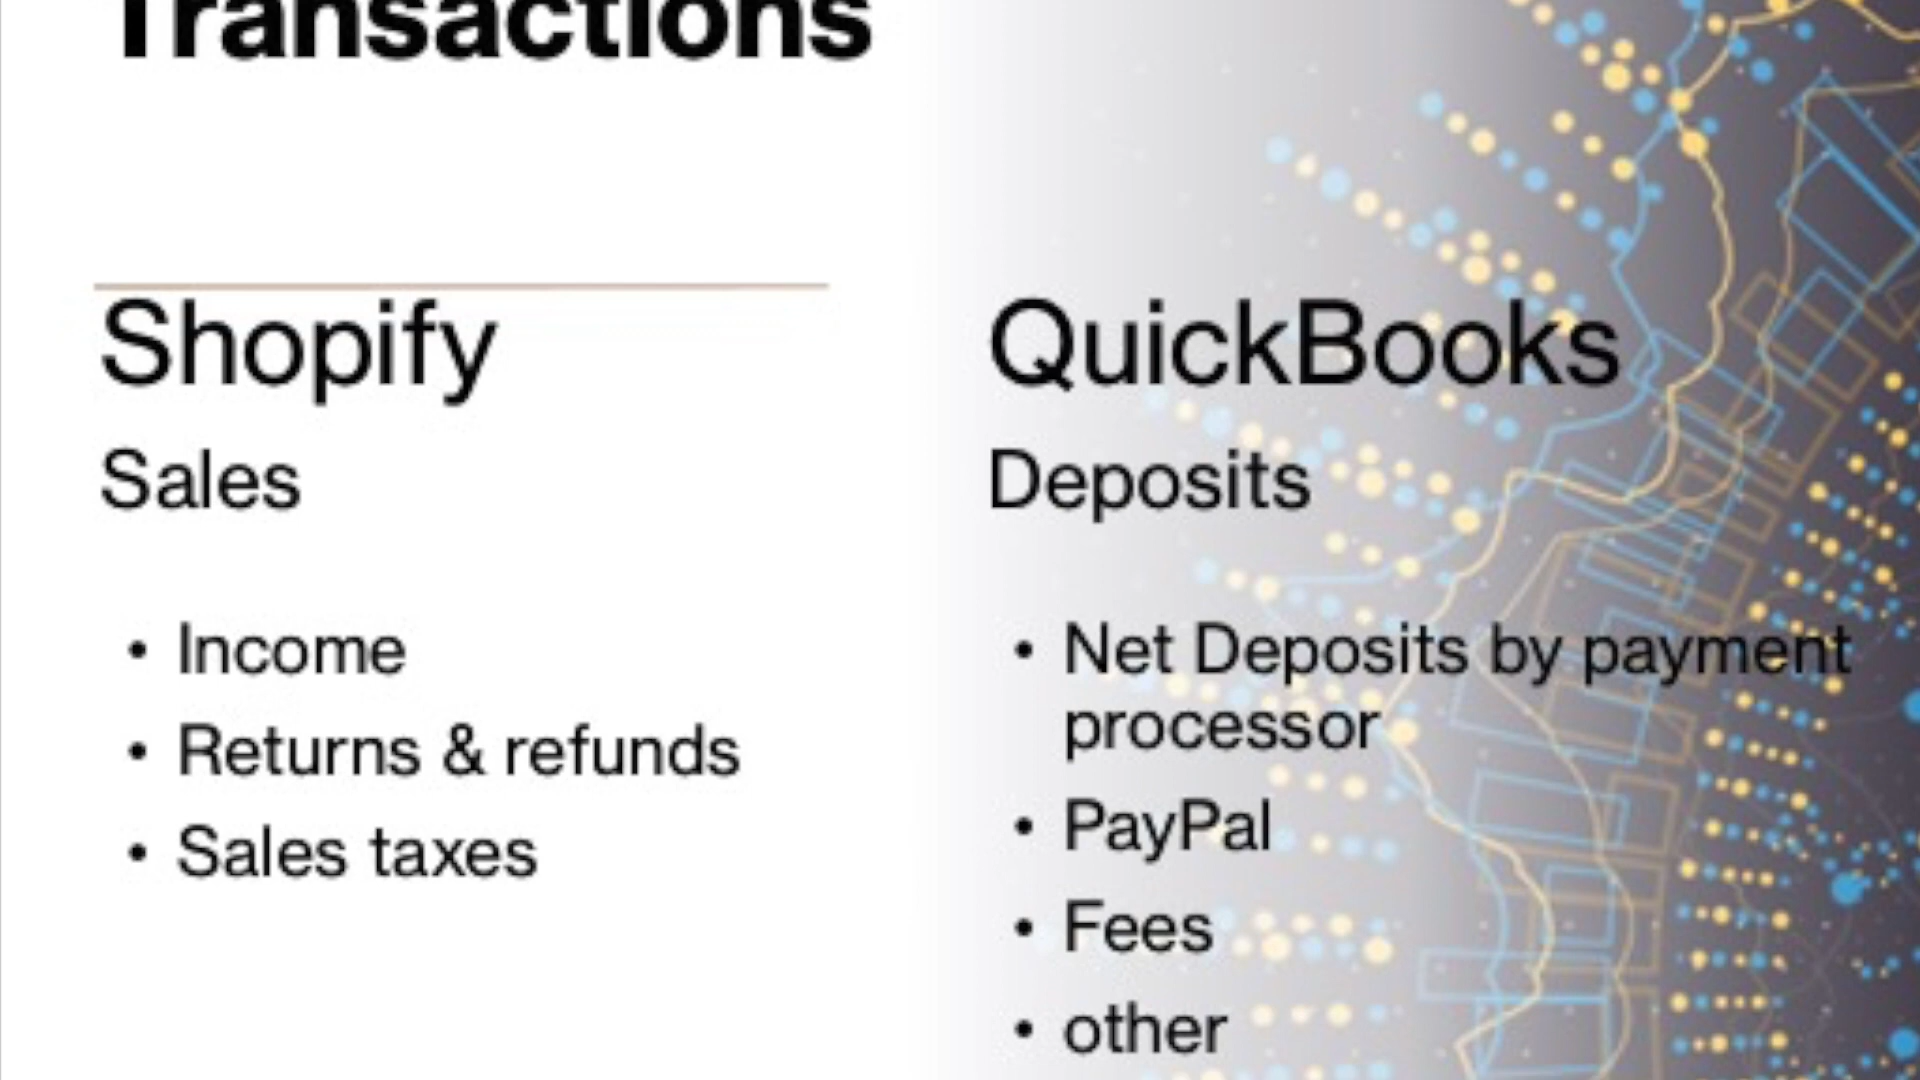 Transactions
Shopify
Sales
• Income
• Returns & refunds
• Sales taxes
QuickBooks
Deposits
• Net Deposits by payment
processor
• PayPal
• Fees
• other